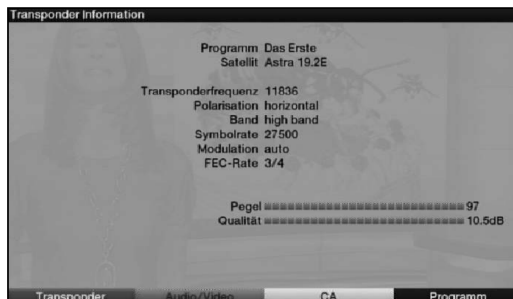 Transponder Information
Programm Das Erste
Satellit Astra 19.2E
Transponderfrequenz 11836
Polarisation horizontal
Band high band
Symbolrate 27500
Modulation auto
FEC-Rate 3/4
Pegel 97
Qualität 10.5dB
Transponder Audio/Video CA Programm